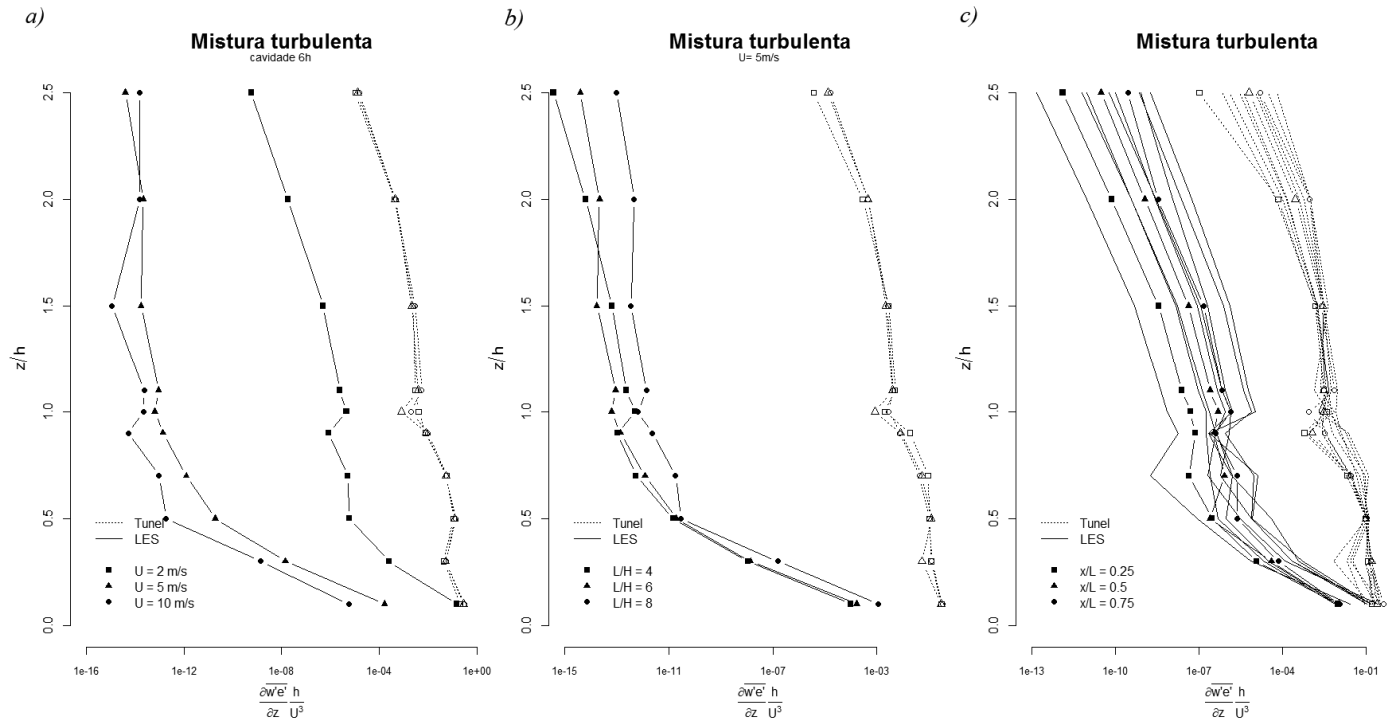 a)
Mistura turbulenta
cavidade 6h
z/h
2.5
2.0
1.5
1.0
0.5
0.0
Tunel
LES
U = 2 m/s
U = 5 m/s
U = 10 m/s
1e-16
1e-12
1e-08
1e-04
1e+00
∂w'e' h
∂z U³
b)
Mistura turbulenta
U= 5m/s
z/h
2.5
2.0
1.5
1.0
0.5
0.0
Tunel
LES
L/H = 4
L/H = 6
L/H = 8
1e-15
1e-11
1e-07
1e-03
∂w'e' h
∂z U³
c)
Mistura turbulenta
z/h
2.5
2.0
1.5
1.0
0.5
0.0
Tunel
LES
x/L = 0.25
x/L = 0.5
x/L = 0.75
1e-13
1e-10
1e-07
1e-04
1e-01
∂w'e' h
∂z U³